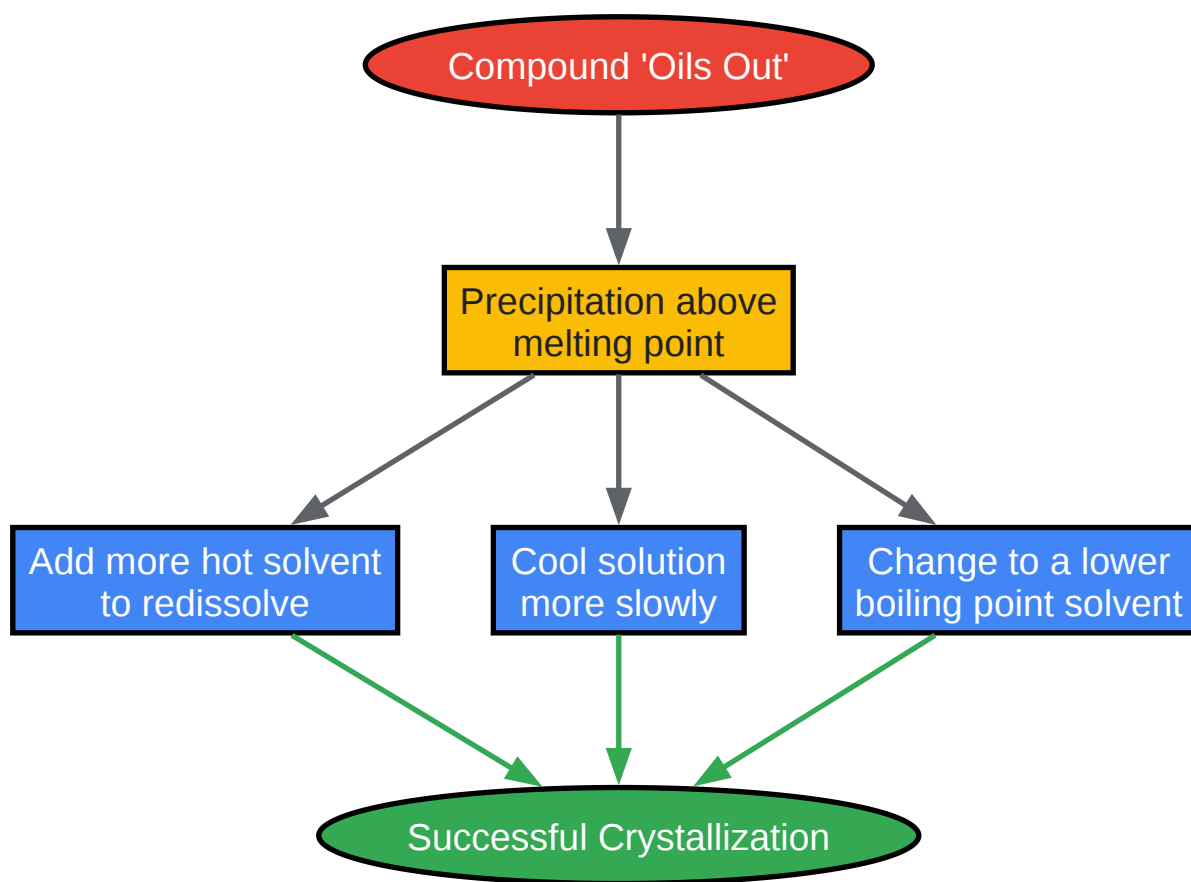 Compound 'Oils Out'
Precipitation above
melting point
Add more hot solvent
to redissolve
Cool solution
more slowly
Change to a lower
boiling point solvent
Successful Crystallization